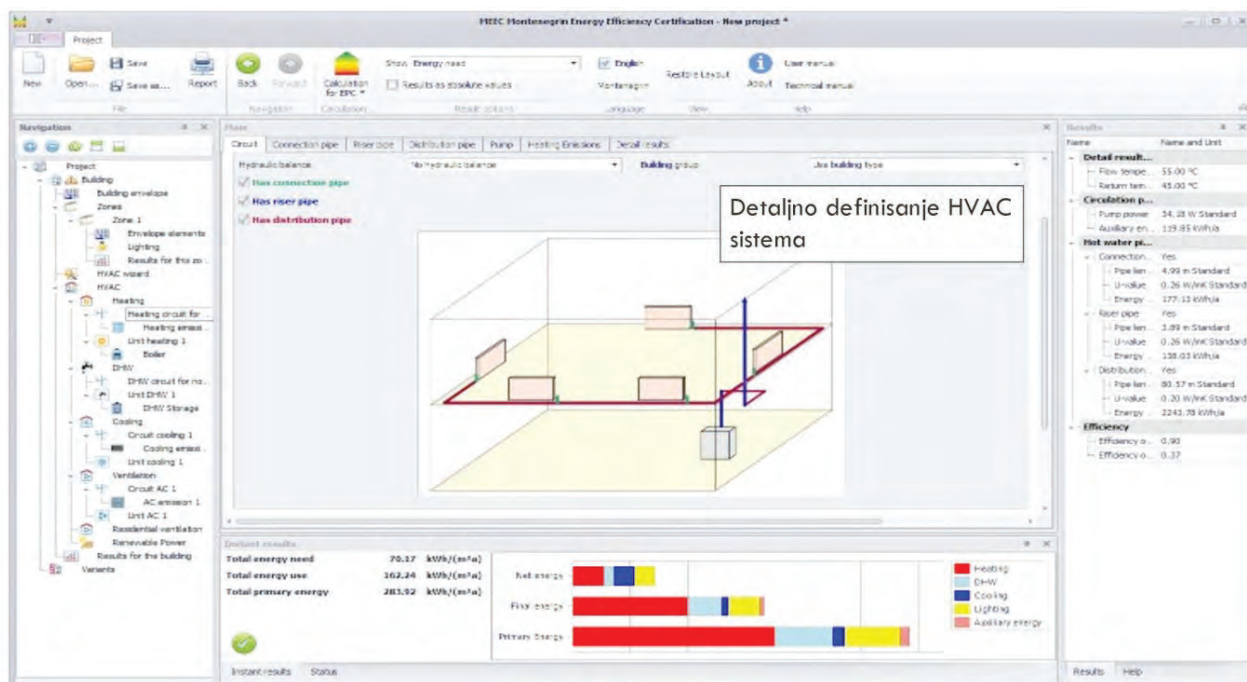 MEEC Montenegrin Energy Efficiency Certification - New project *
Project
New
Open...
Save
Save as...
Report
File
Back
Forward
Navigation
Calculation for EPC
Calculation
Show Energy need
Results as absolute values
Result options
English
Montenegrin
Language
Restore Layout
View
About
User manual
Technical manual
Help
Navigation
Project
Building
Building envelope
Zones
Zone 1
Envelope elements
Lighting
Results for this zo..
HVAC wizard
HVAC
Heating
Heating circuit for ..
Heating emissi..
Unit heating 1
Boiler
DHW
DHW circuit for no..
Unit DHW 1
DHW Storage
Cooling
Circuit cooling 1
Cooling emiss..
Unit cooling 1
Ventilation
Circuit AC 1
AC emission 1
Unit AC 1
Residential ventilation
Renewable Power
Results for the building
Variants
Circuit Connection pipe Riser pipe Distribution pipe Pump Heating Emissions Detail results
Hydraulic balance No hydraulic balance Building group Use building type
Has connection pipe
Has riser pipe
Has distribution pipe
Detaljno definisanje HVAC
sistema
Instant results
Total energy need 70.17 kWh/(m²a)
Total energy use 162.24 kWh/(m²a)
Total primary energy 283.92 kWh/(m²a)
Net energy
Final energy
Primary Energy
Heating
DHW
Cooling
Lighting
Auxiliary energy
Instant results Status
Results
Name Name and Unit
Detail result...
Flow tempe.. 55.00 °C
Return tem.. 45.00 °C
Circulation p...
Pump power 34.18 W Standard
Auxiliary en.. 119.85 kWh/a
Hot water pi...
Connection.. Yes
Pipe len.. 4.99 m Standard
U-value 0.26 W/mK Standard
Energy .. 177.13 kWh/a
Riser pipe Yes
Pipe len.. 3.89 m Standard
U-value 0.26 W/mK Standard
Energy .. 138.03 kWh/a
Distribution.. Yes
Pipe len.. 80.57 m Standard
U-value 0.20 W/mK Standard
Energy .. 2243.78 kWh/a
Efficiency
Efficiency o.. 0.90
Efficiency o.. 0.37
Results Help